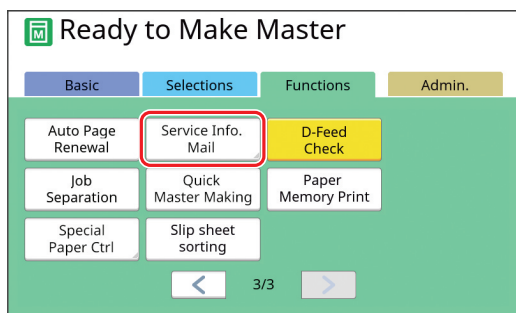 M
Ready to Make Master
Basic Selections Functions Admin.
Auto Page
Renewal
Service Info.
Mail
D-Feed
Check
Job
Separation
Quick
Master Making
Paper
Memory Print
Special
Paper Ctrl
Slip sheet
sorting
< 3/3 >